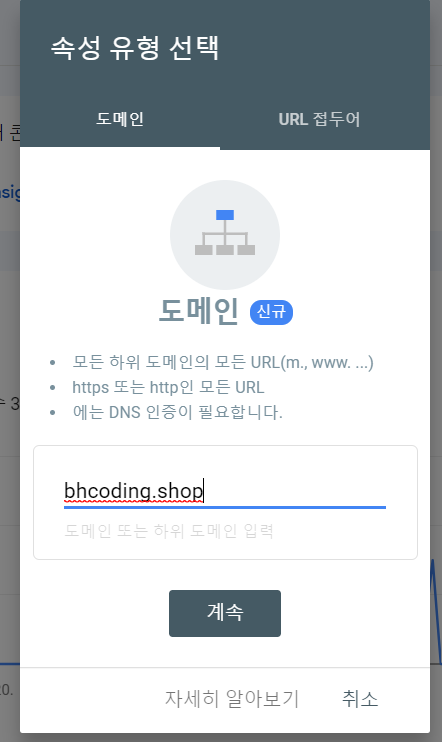 속성 유형 선택
도메인
URL 접두어
도메인 신규
모든 하위 도메인의 모든 URL(m., www. ...)
https 또는 http인 모든 URL
에는 DNS 인증이 필요합니다.
bhcoding.shop
도메인 또는 하위 도메인 입력
계속
자세히 알아보기
취소